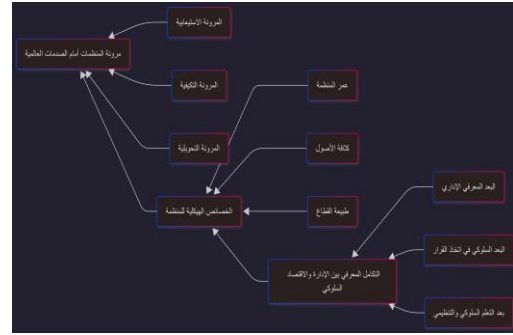 المرونة الاستيعابية
مرونة المنظمات أمام الصدمات العالمية
المرونة التكيفية
عمر المنظمة
المرونة التحويلية
كثافة الأصول
البعد المعرفي الإداري
الخصائص الهيكلية للمنظمة
طبيعة القطاع
البعد السلوكي في اتخاذ القرار
التكامل المعرفي بين الإدارة والاقتصاد
السلوكي
بعد التعلم السلوكي والتنظيمي